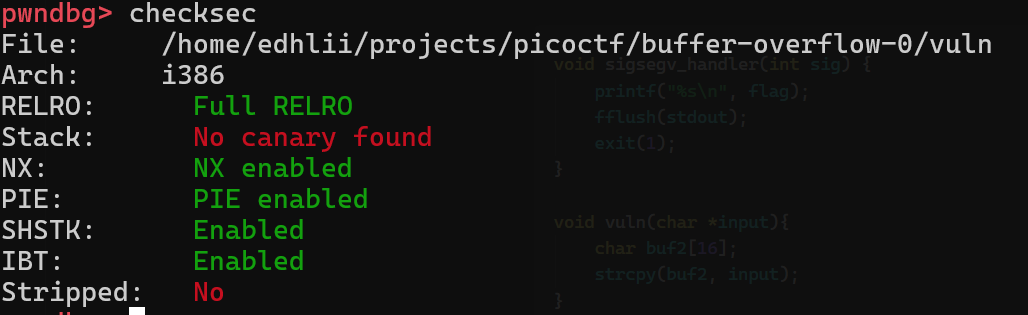 pwndbg> checksec
File:     /home/edhlii/projects/picoctf/buffer-overflow-0/vuln
Arch:     i386
RELRO:      Full RELRO
Stack:      No canary found
NX:         NX enabled
PIE:        PIE enabled
SHSTK:      Enabled
IBT:        Enabled
Stripped:   No
void sigsegv_handler(int sig) {
    printf("%s\n", flag);
    fflush(stdout);
    exit(1);
}
void vuln(char *input){
    char buf2[16];
    strcpy(buf2, input);
}